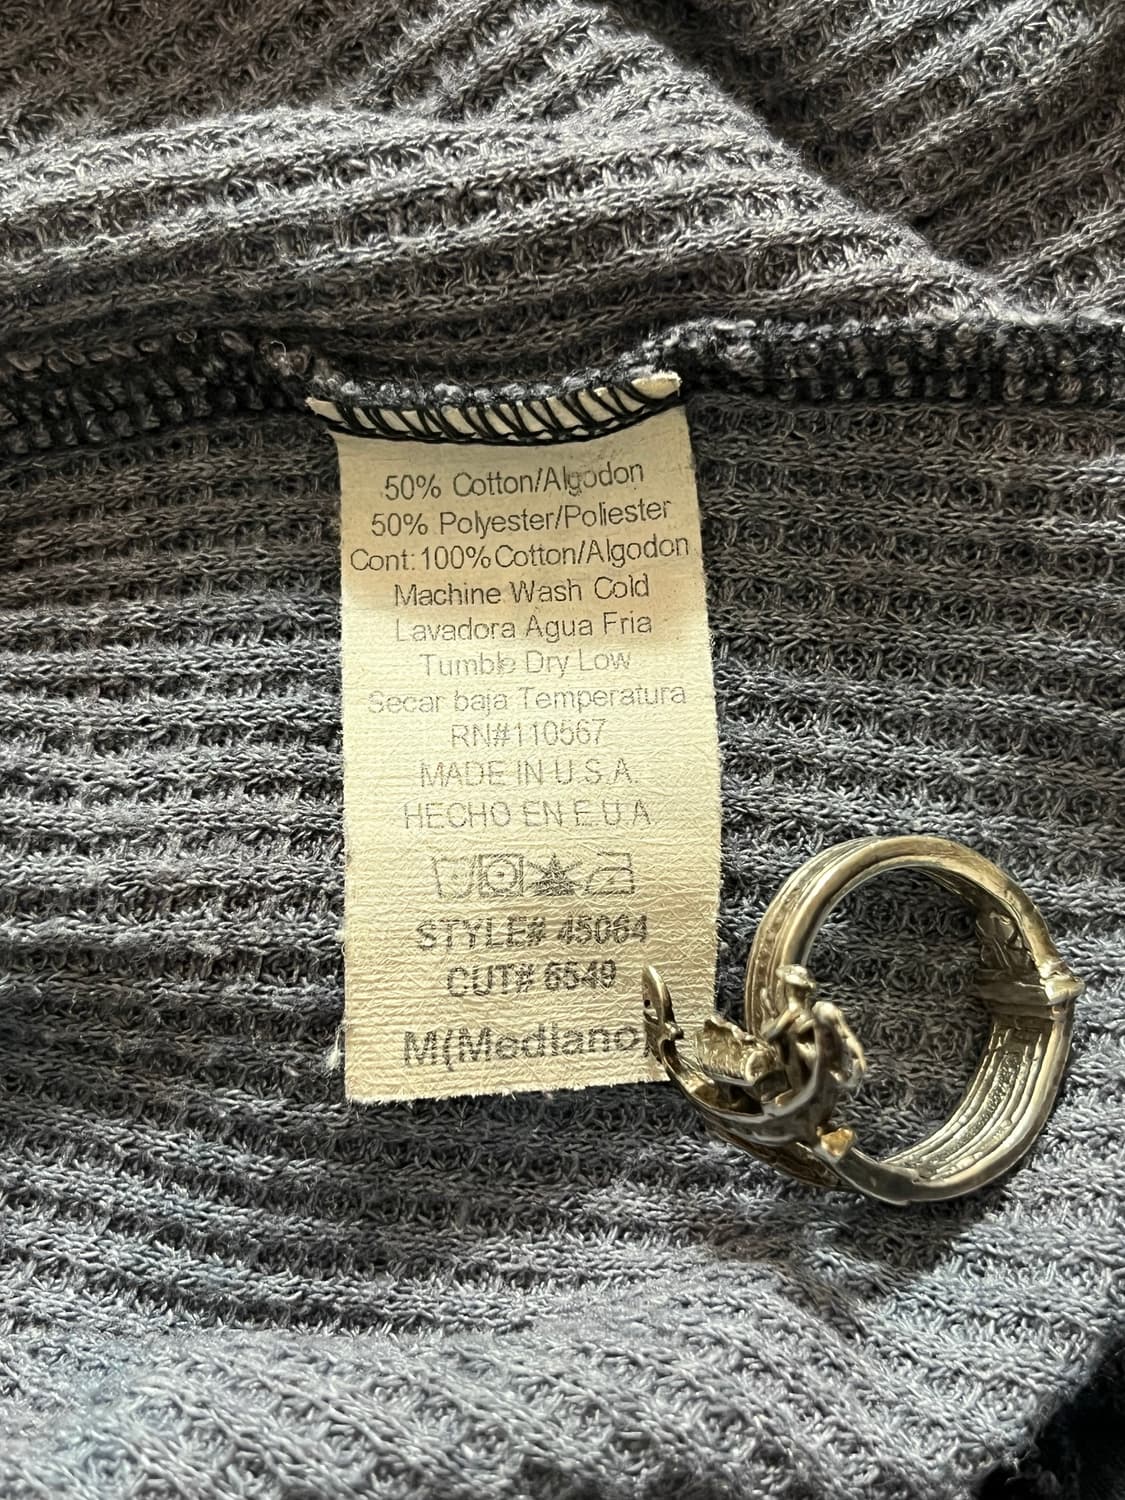 50% Cotton/Algodon
50% Polyester/Poliester
Cont:100%Cotton/Algodon
Machine Wash Cold
Lavadora Agua Fria
Tumble Dry Low
Secar baja Temperatura
RN#110567
MADE IN U.S.A.
HECHO EN E.U.A.
STYLE# 45064
CUT# 6549
M(Mediano)